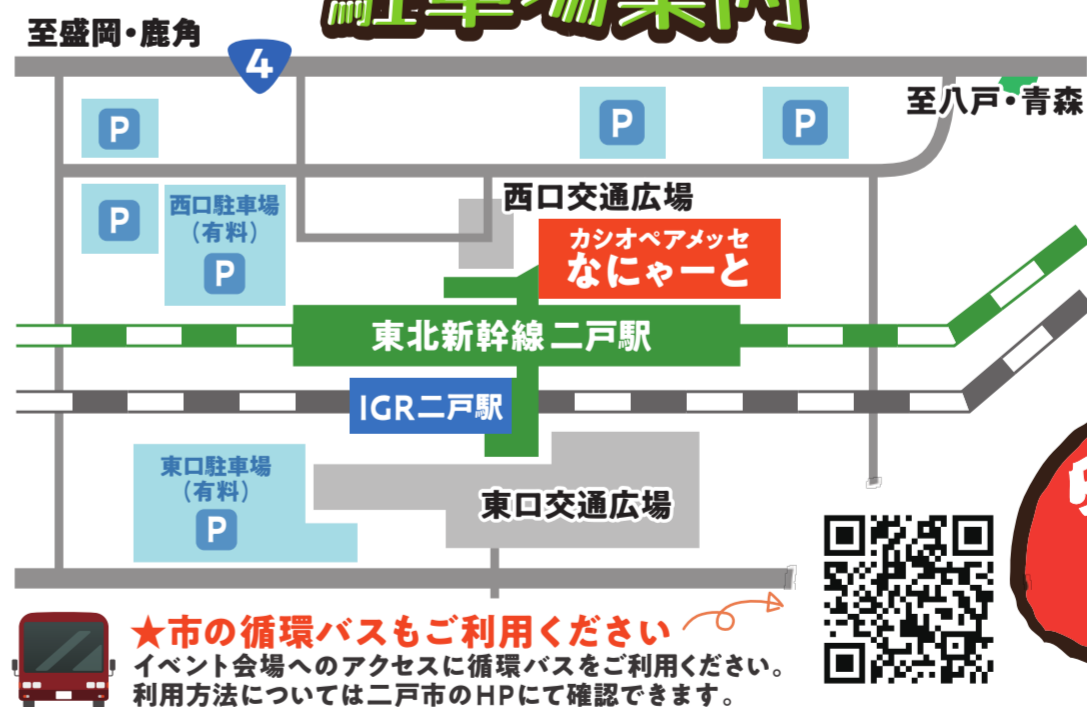 駐車場案内
至盛岡・鹿角
4
至八戸・青森
P
P
P
P
西口駐車場
(有料)
P
西口交通広場
カシオペアメッセ
なにゃーと
東北新幹線二戸駅
IGR二戸駅
東口駐車場
(有料)
P
東口交通広場
★市の循環バスもご利用ください
イベント会場へのアクセスに循環バスをご利用ください。
利用方法については二戸市のHPにて確認できます。